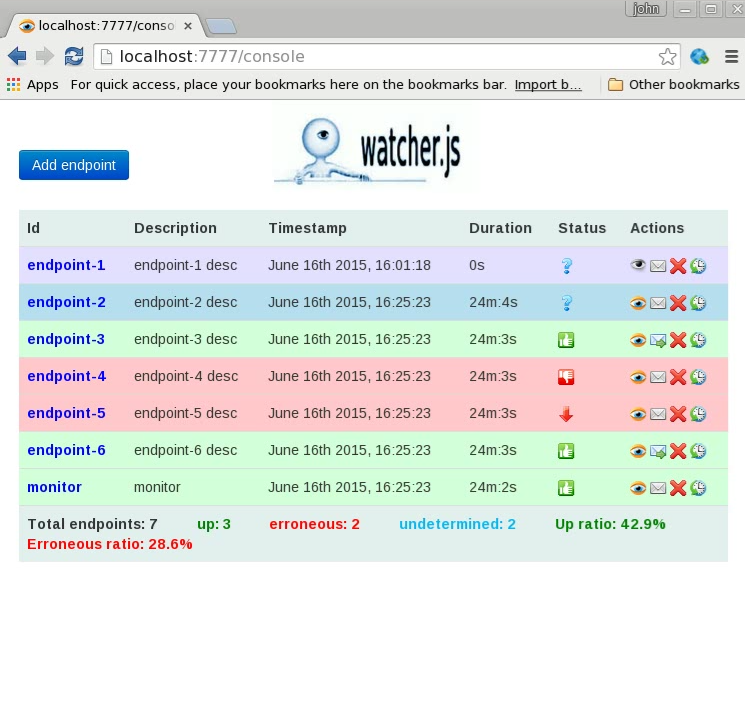 john
localhost:7777/conso
localhost:7777/console
Apps For quick access, place your bookmarks here on the bookmarks bar. Import b... Other bookmarks
watcher.js
Add endpoint
Id Description Timestamp Duration Status Actions
endpoint-1 endpoint-1 desc June 16th 2015, 16:01:18 0s
endpoint-2 endpoint-2 desc June 16th 2015, 16:25:23 24m:4s
endpoint-3 endpoint-3 desc June 16th 2015, 16:25:23 24m:3s
endpoint-4 endpoint-4 desc June 16th 2015, 16:25:23 24m:3s
endpoint-5 endpoint-5 desc June 16th 2015, 16:25:23 24m:3s
endpoint-6 endpoint-6 desc June 16th 2015, 16:25:23 24m:3s
monitor monitor June 16th 2015, 16:25:23 24m:2s
Total endpoints: 7 up: 3 erroneous: 2 undetermined: 2 Up ratio: 42.9%
Erroneous ratio: 28.6%